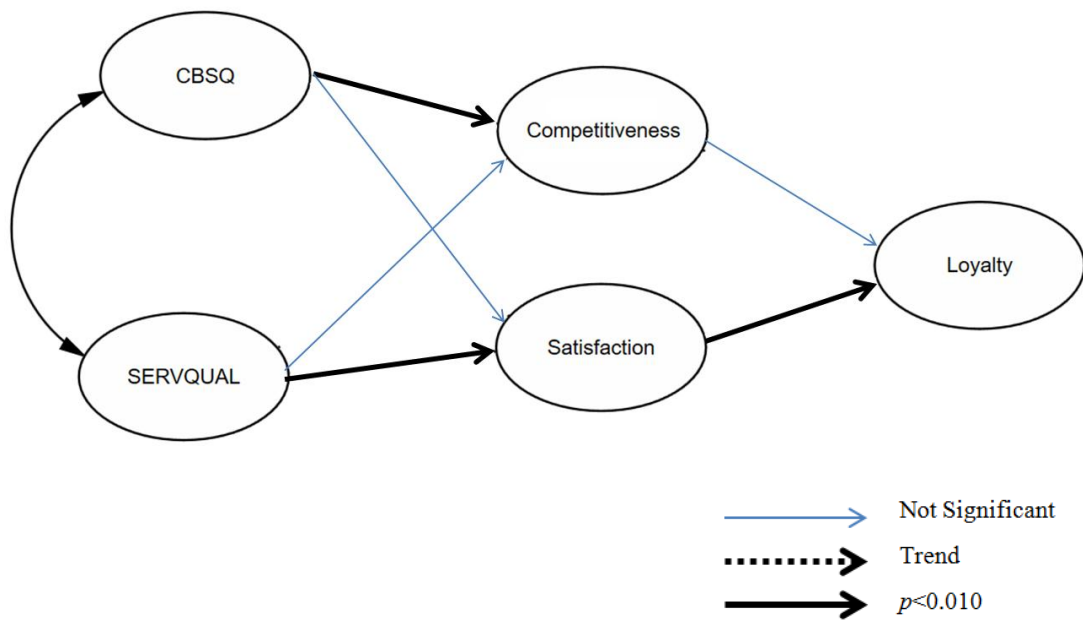 CBSQ
Competitiveness
Loyalty
Satisfaction
SERVQUAL
Not Significant
Trend
p<0.010